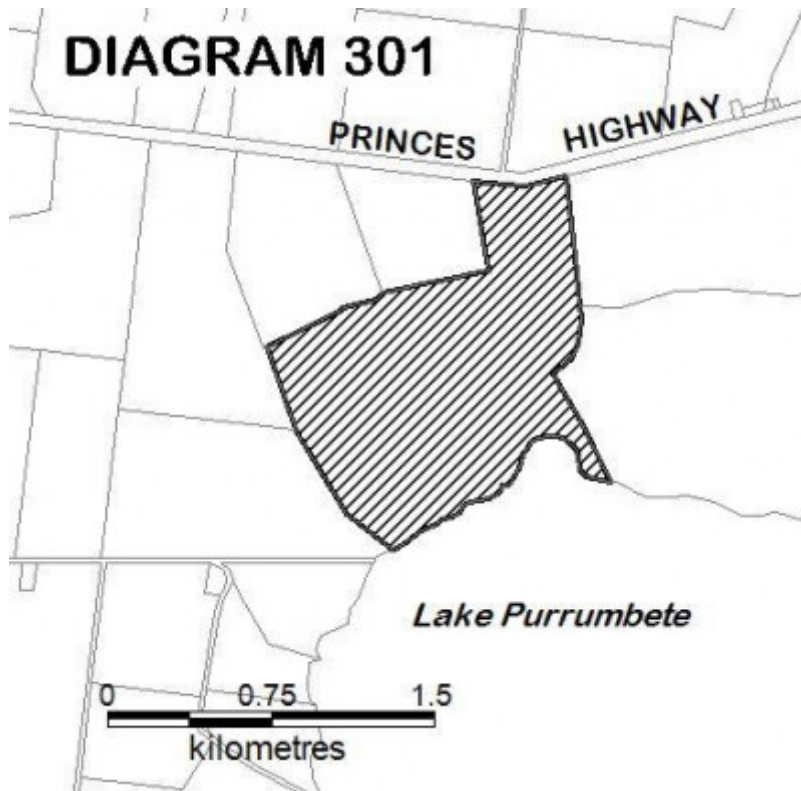 DIAGRAM 301
PRINCES HIGHWAY
Lake Purrumbete
0 0.75 1.5
kilometres